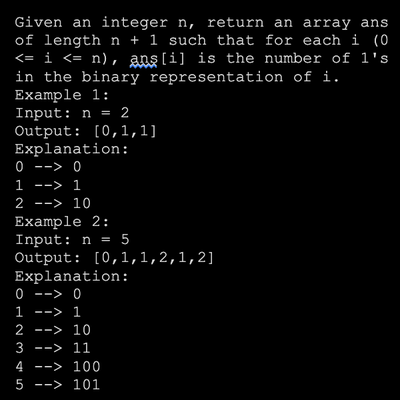 Given an integer n, return an array ans
of length n + 1 such that for each i (0
<= i <= n), ans[i] is the number of 1's
in the binary representation of i.
Example 1:
Input: n = 2
Output: [0,1,1]
Explanation:
0 --> 0
1 --> 1
2 --> 10
Example 2:
Input: n = 5
Output: [0,1,1,2,1,2]
Explanation:
0 --> 0
1 --> 1
2 --> 10
3 --> 11
4 --> 100
5 --> 101